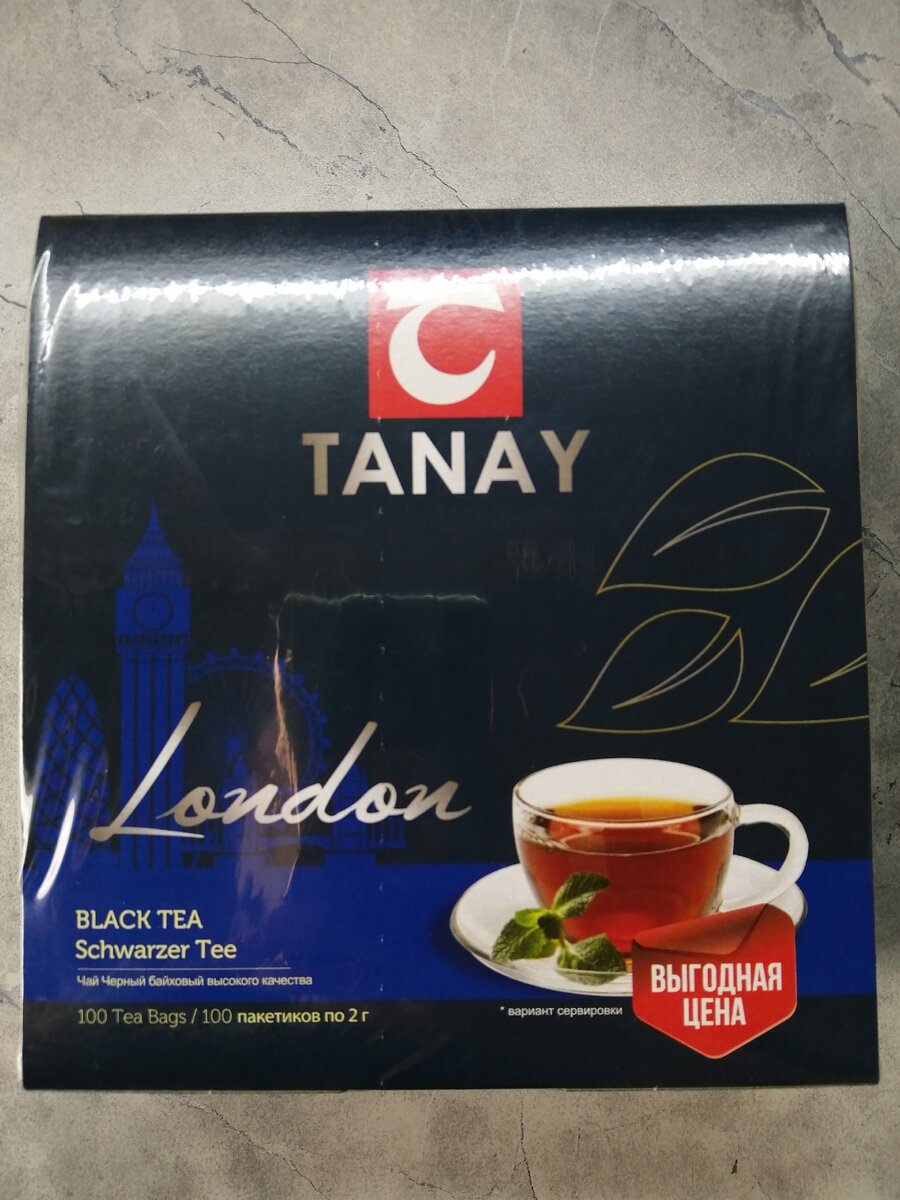 TANAY
London
BLACK TEA
Schwarzer Tee
Чай Черный байховый высокого качества
100 Tea Bags / 100 пакетиков по 2 г
* вариант сервировки
ВЫГОДНАЯ
ЦЕНА